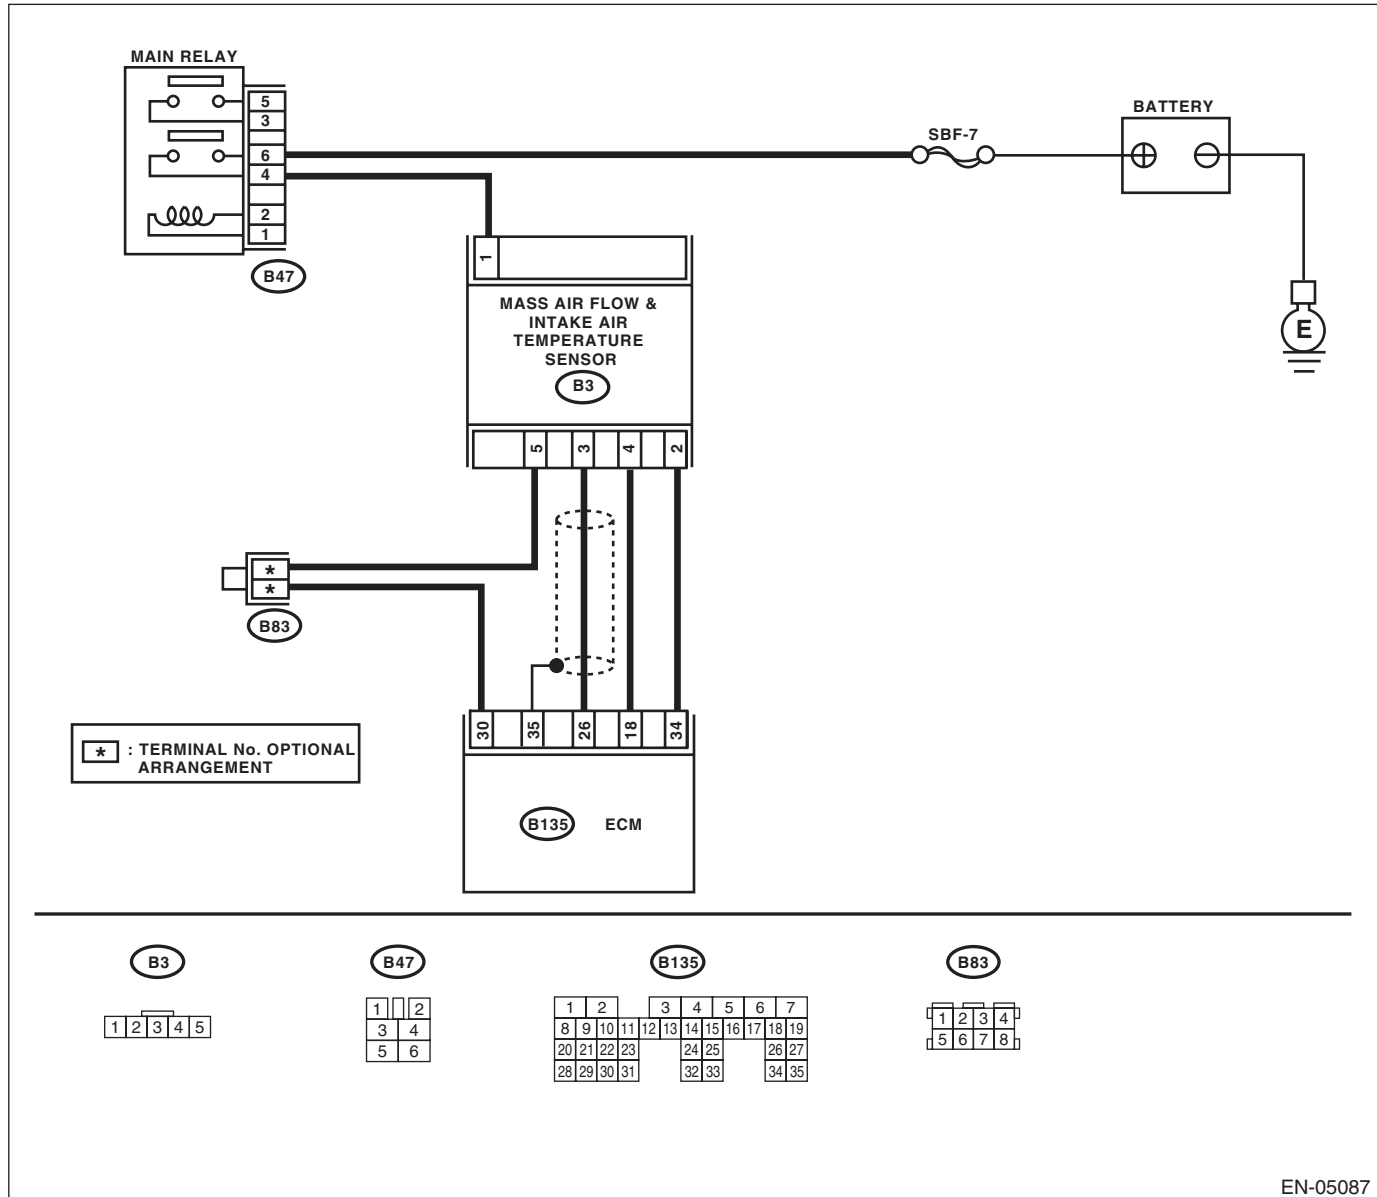 MAIN RELAY
5
3
6
4
2
1
B47
SBF-7
BATTERY
E
1
MASS AIR FLOW &
INTAKE AIR
TEMPERATURE
SENSOR
B3
5 3 4 2
*
*
B83
30 35 26 18 34
B135 ECM
* : TERMINAL No. OPTIONAL
ARRANGEMENT
B3
1 2 3 4 5
B47
1 2
3 4
5 6
B135
1 2 3 4 5 6 7
8 9 10 11 12 13 14 15 16 17 18 19
20 21 22 23 24 25 26 27
28 29 30 31 32 33 34 35
B83
1 2 3 4
5 6 7 8
EN-05087